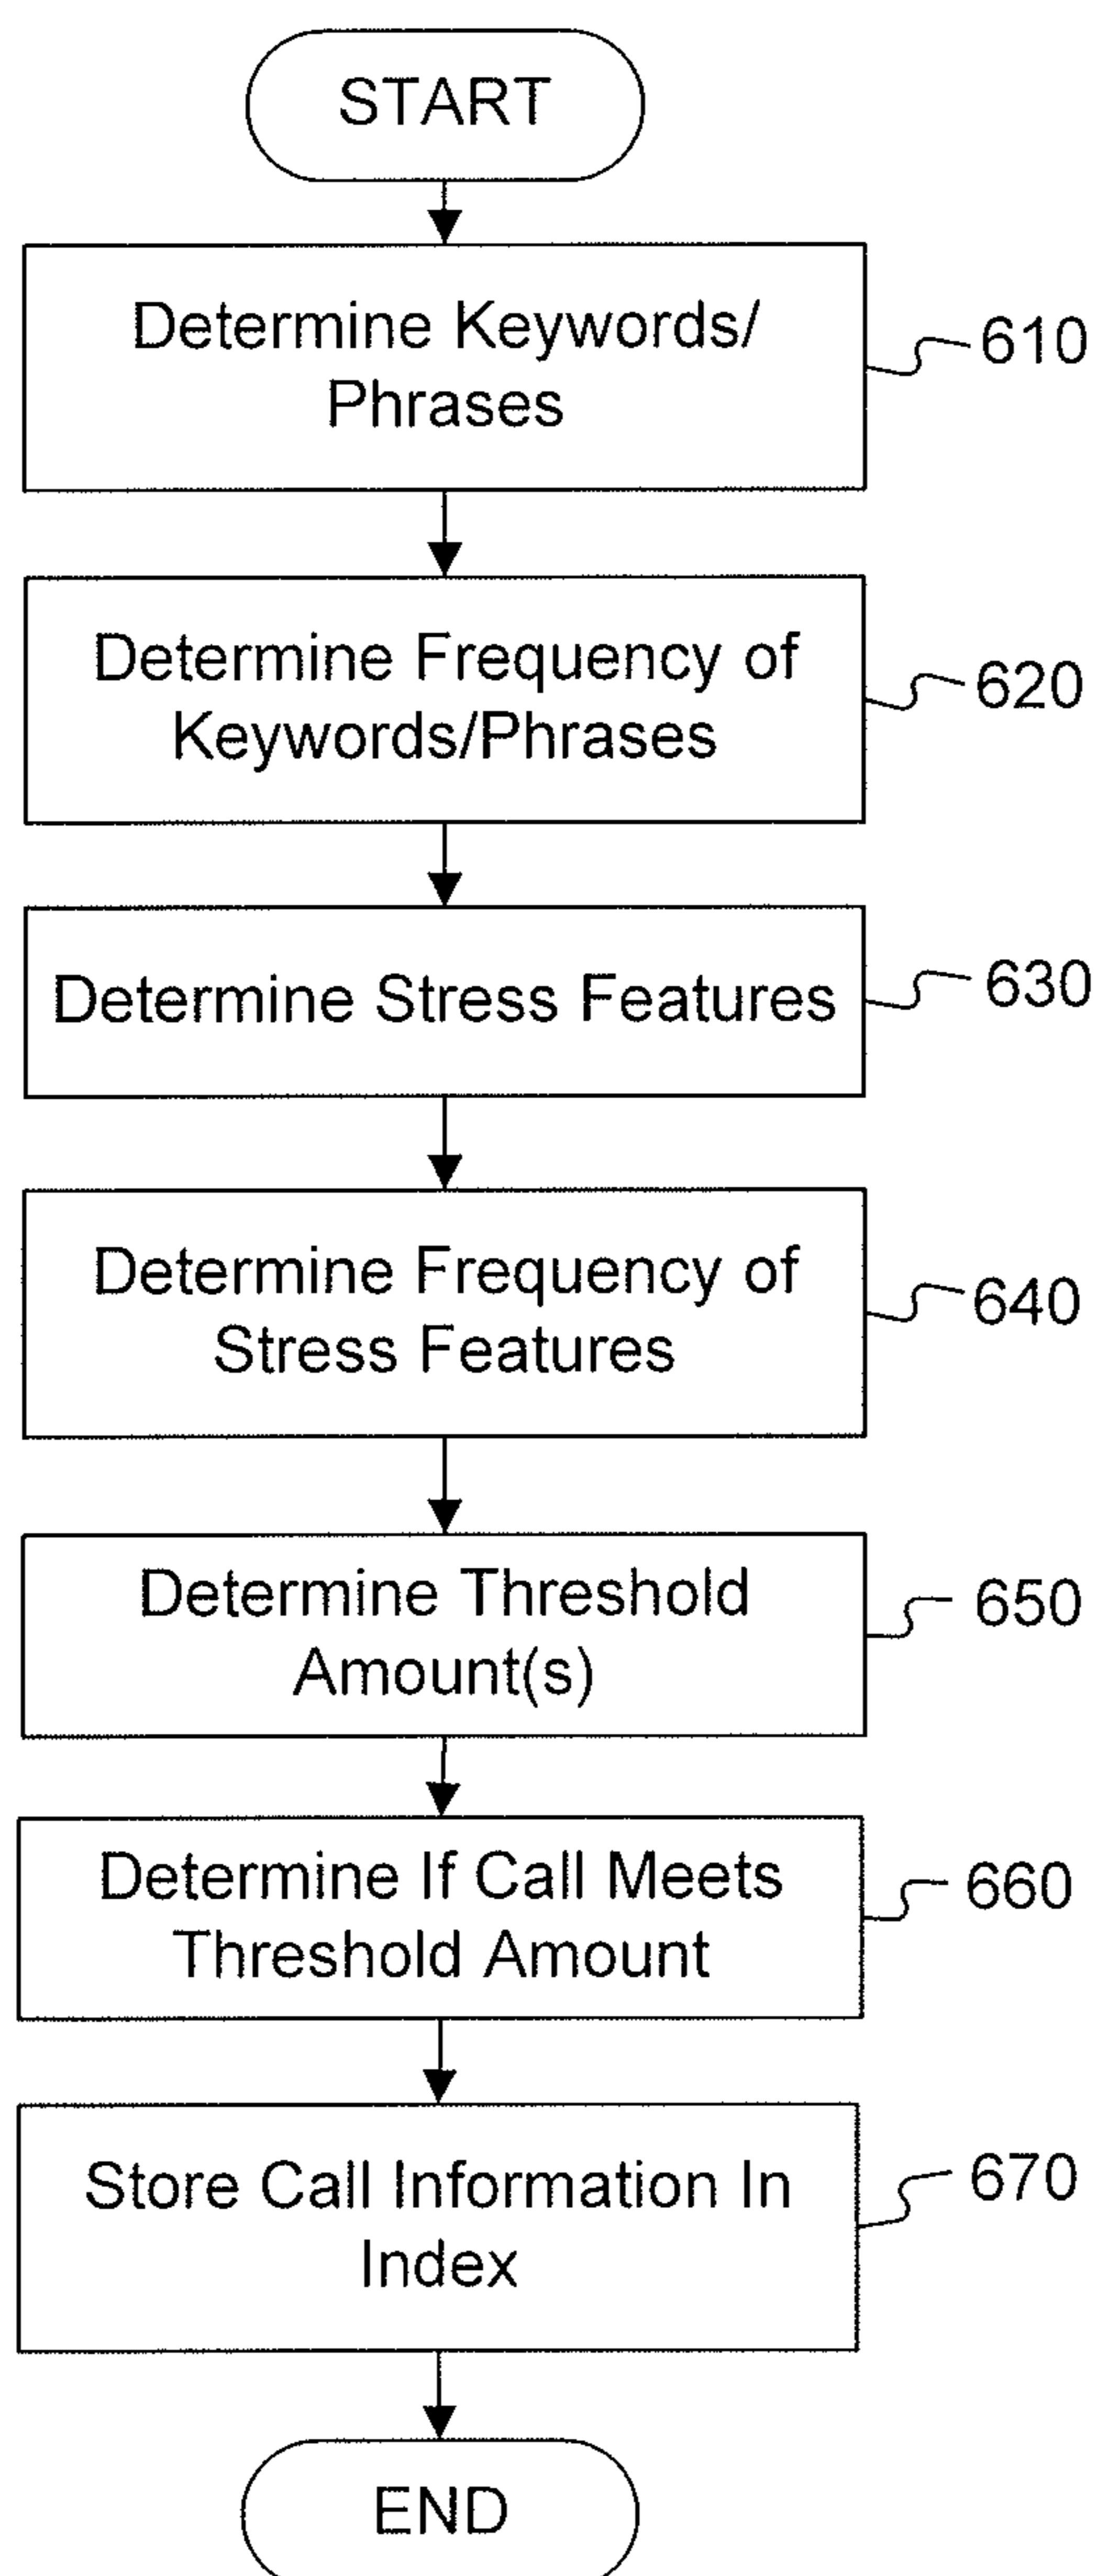 START
Determine Keywords/
Phrases
610
Determine Frequency of
Keywords/Phrases
620
Determine Stress Features
630
Determine Frequency of
Stress Features
640
Determine Threshold
Amount(s)
650
Determine If Call Meets
Threshold Amount
660
Store Call Information In
Index
670
END